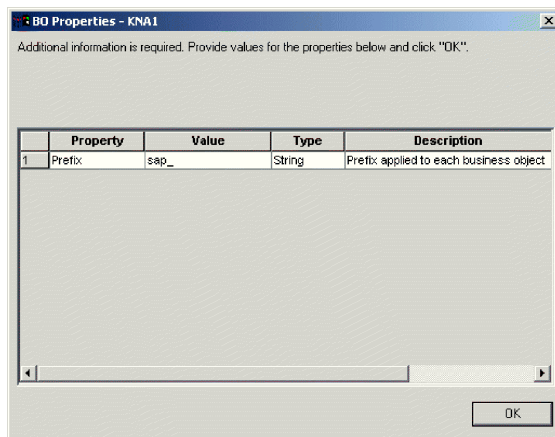 BO Properties - KNA1
Additional information is required. Provide values for the properties below and click "OK".
Property Value Type Description
1 Prefix sap_ String Prefix applied to each business object
OK